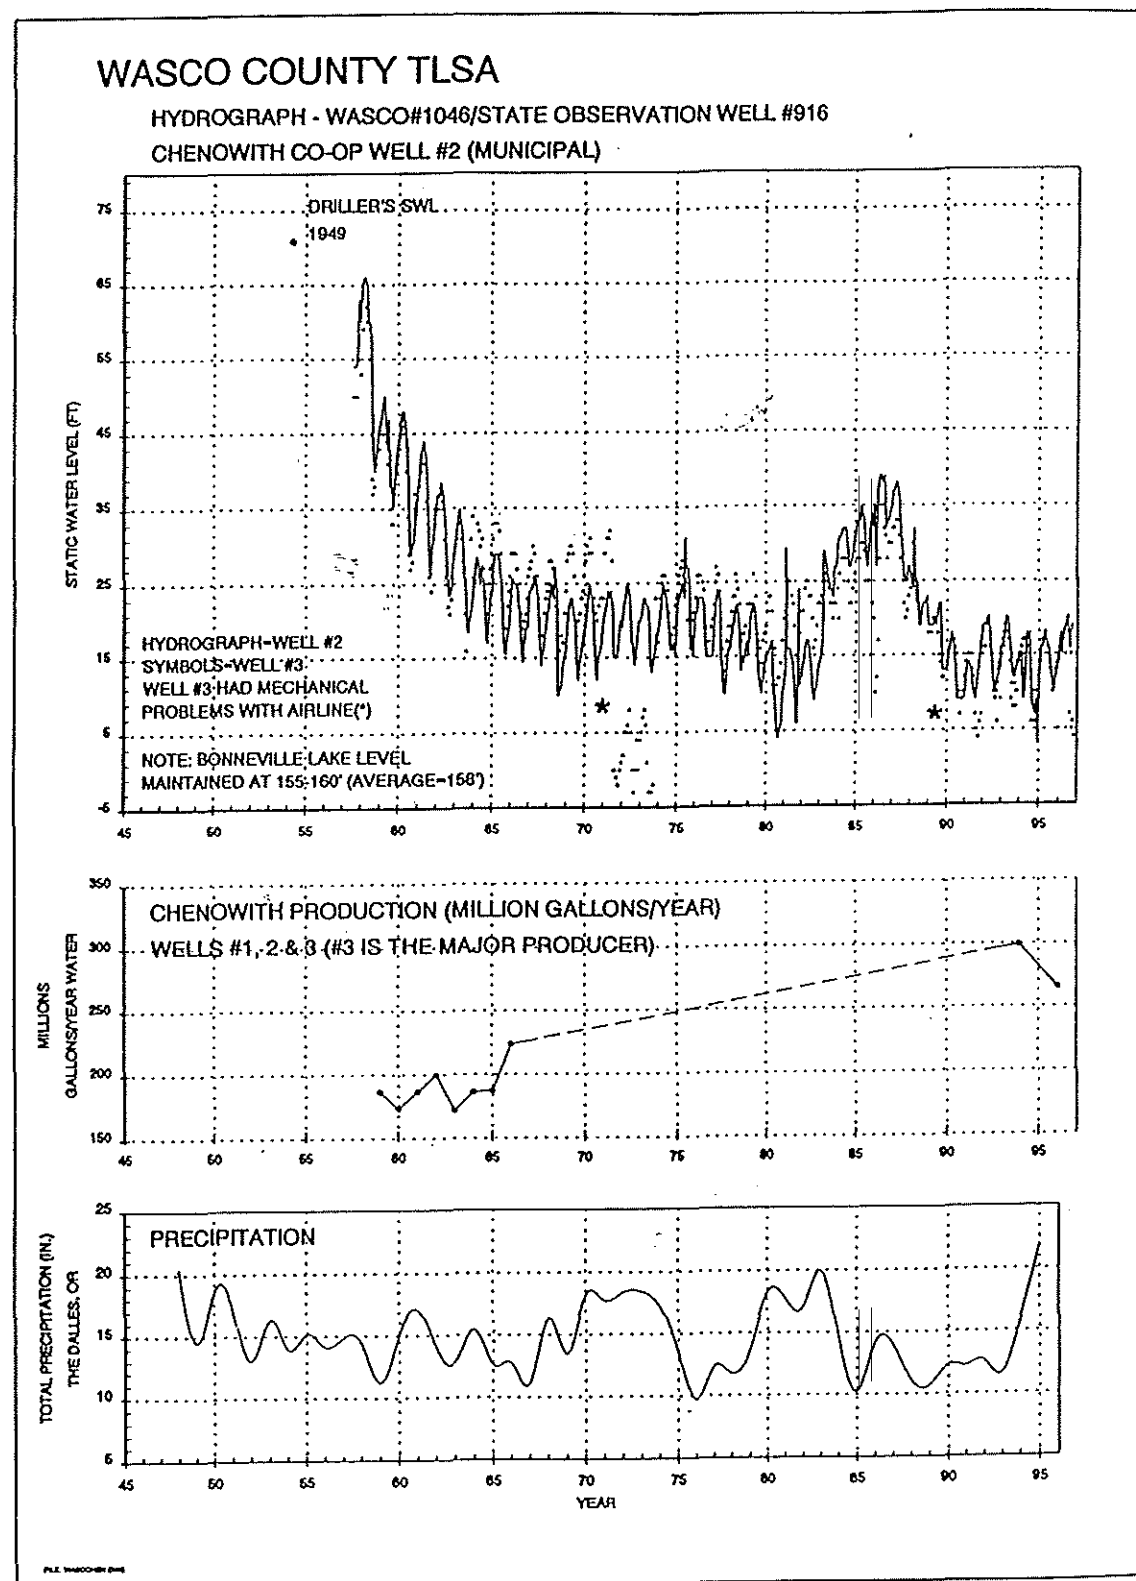 WASCO COUNTY TLSA
HYDROGRAPH - WASCO#1046/STATE OBSERVATION WELL #916
CHENOWITH CO-OP WELL #2 (MUNICIPAL)
DRILLER'S SWL
1949
75
65
55
45
35
25
15
5
-5
STATIC WATER LEVEL (FT)
HYDROGRAPH=WELL #2
SYMBOLS=WELL #3
WELL #3 HAD MECHANICAL
PROBLEMS WITH AIRLINE(*)
NOTE: BONNEVILLE LAKE LEVEL
MAINTAINED AT 155-160' (AVERAGE=158')
45 50 55 60 65 70 75 80 85 90 95
350
300
250
200
150
MILLIONS
GALLONS/YEAR WATER
CHENOWITH PRODUCTION (MILLION GALLONS/YEAR)
WELLS #1, 2 & 3 (#3 IS THE MAJOR PRODUCER)
45 50 55 60 65 70 75 80 85 90 95
25
20
15
10
5
TOTAL PRECIPITATION (IN.)
THE DALLES, OR
PRECIPITATION
45 50 55 60 65 70 75 80 85 90 95
YEAR